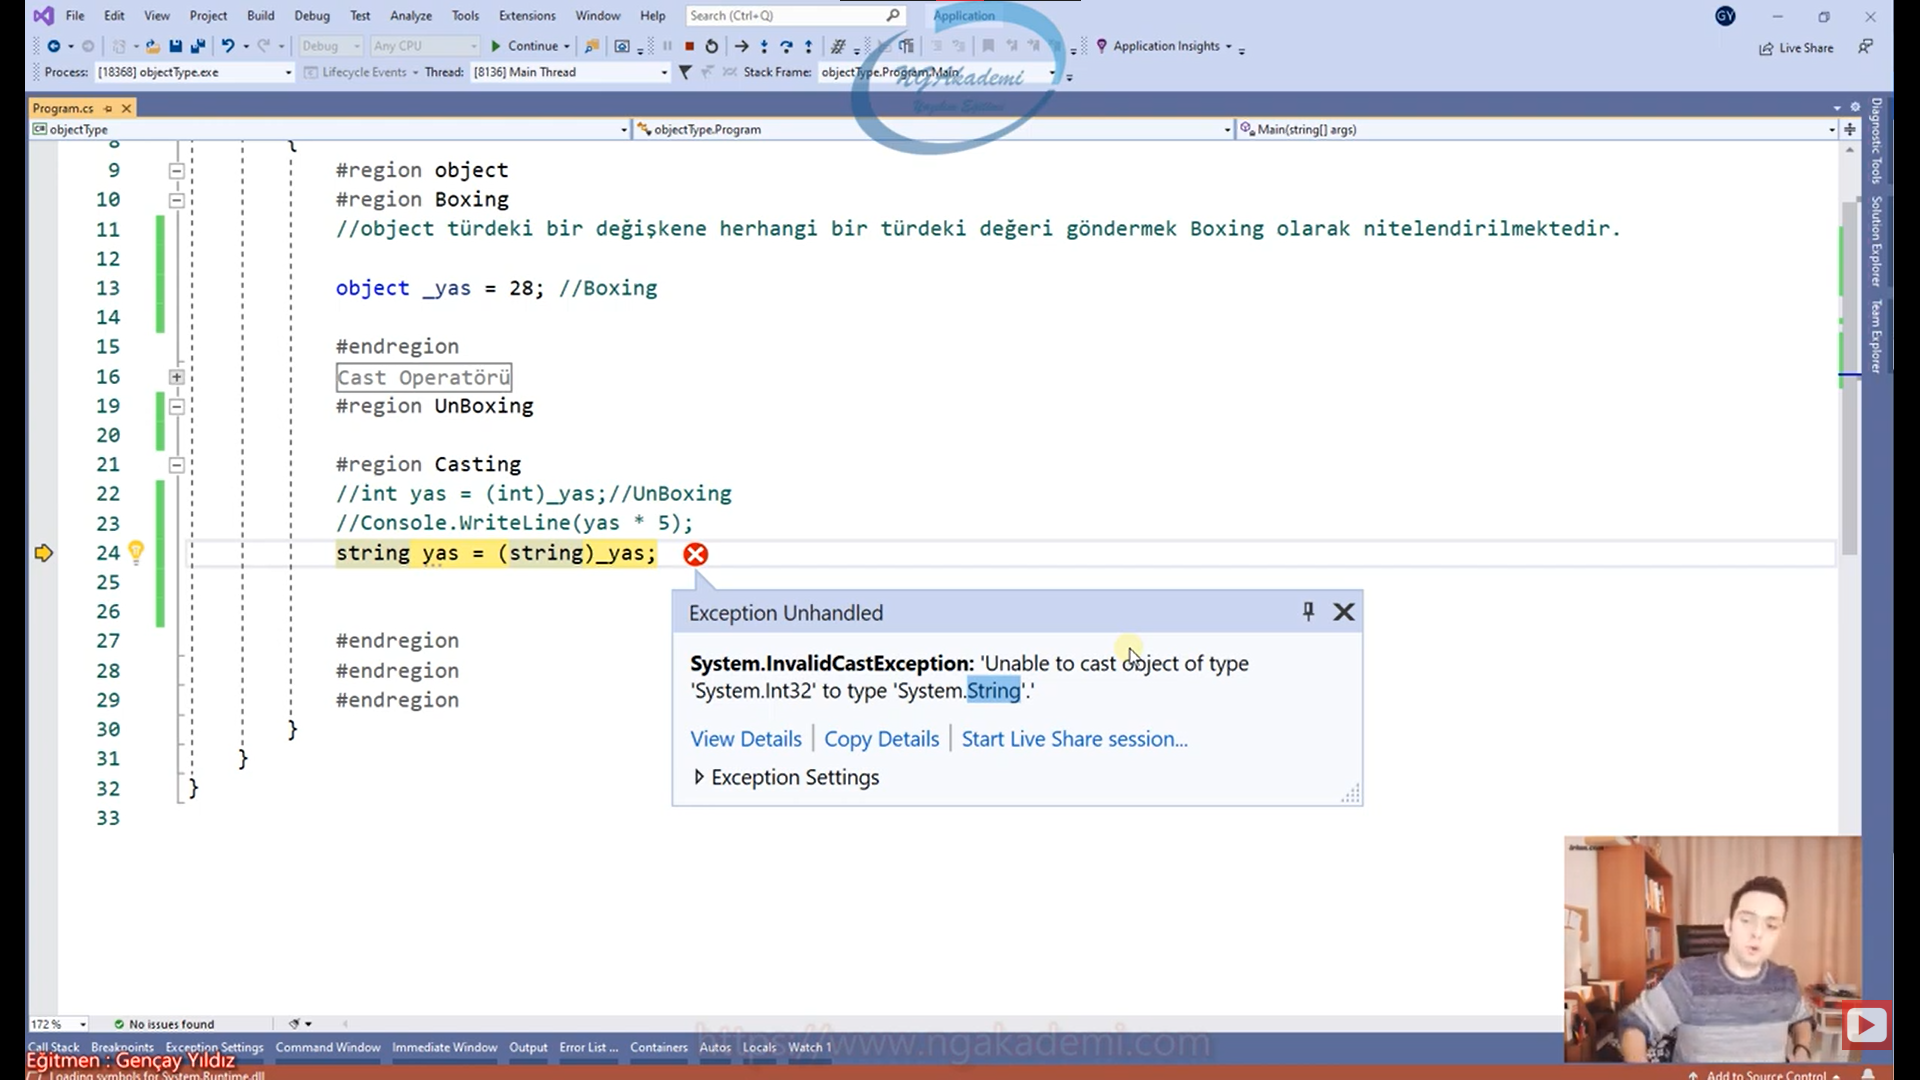 File Edit View Project Build Debug Test Analyze Tools Extensions Window Help Search (Ctrl+Q) Application GY
Debug Any CPU Continue Application Insights Live Share
Process: [18368] objectType.exe Lifecycle Events Thread: [8136] Main Thread Stack Frame: objectType.Program.Main
NGAkademi
Yazılım Eğitimi
Program.cs
objectType objectType.Program Main(string[] args)
Diagnostic Tools
Solution Explorer
Team Explorer
8 {
9 #region object
10 #region Boxing
11 //object türdeki bir değişkene herhangi bir türdeki değeri göndermek Boxing olarak nitelendirilmektedir.
12
13 object _yas = 28; //Boxing
14
15 #endregion
16 Cast Operatörü
19 #region UnBoxing
20
21 #region Casting
22 //int yas = (int)_yas;//UnBoxing
23 //Console.WriteLine(yas * 5);
24 string yas = (string)_yas;
25
26
27 #endregion
28 #endregion
29 #endregion
30 }
31 }
32 }
33
Exception Unhandled
System.InvalidCastException: 'Unable to cast object of type
'System.Int32' to type 'System.String'.'
View Details | Copy Details | Start Live Share session...
Exception Settings
172 % No issues found
Call Stack Breakpoints Exception Settings Command Window Immediate Window Output Error List ... Containers Autos Locals Watch 1
https://www.ngakademi.com
Eğitmen : Gençay Yıldız
Loading symbols for System.Runtime.dll
Add to Source Control